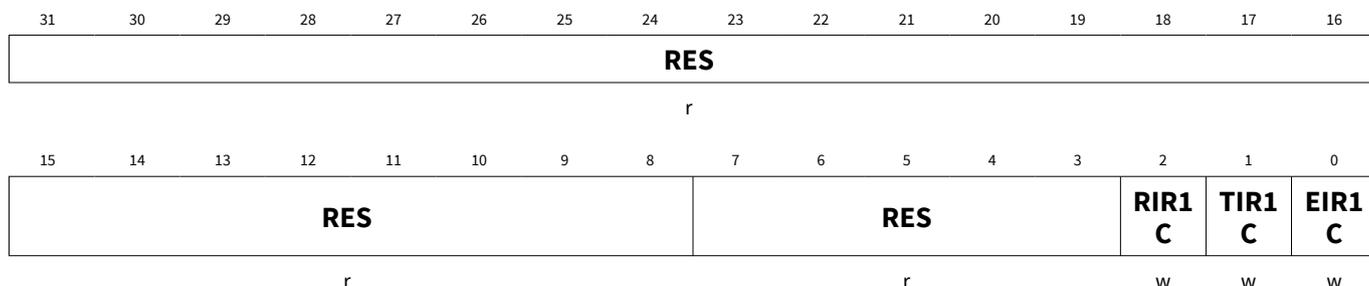 31 30 29 28 27 26 25 24 23 22 21 20 19 18 17 16
RES
r
15 14 13 12 11 10 9 8 7 6 5 4 3 2 1 0
RES RES RIR1 TIR1 EIR1
C C C
r r w w w